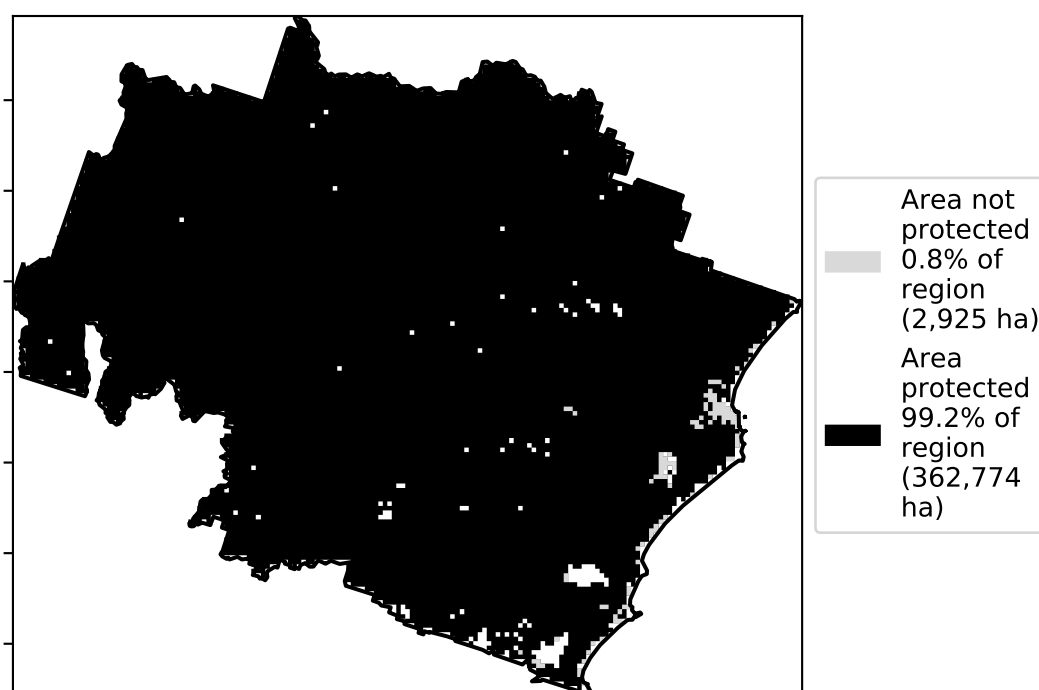 Area not
protected
0.8% of
region
(2,925 ha)
Area
protected
99.2% of
region
(362,774
ha)